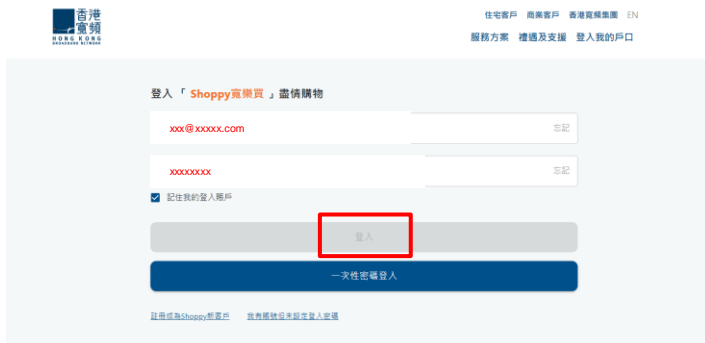 香港
寬頻
HONG KONG
BROADBAND NETWORK
住宅客戶 商業客戶 香港寬頻集團 EN
服務方案 禮遇及支援 登入我的戶口
登入「Shoppy寬樂買」盡情購物
xxx@xxxxx.com 忘記
xxxxxxxx 忘記
記住我的登入賬戶
登入
一次性密碼登入
註冊成為Shoppy新客戶 我有賬號但未設定登入密碼